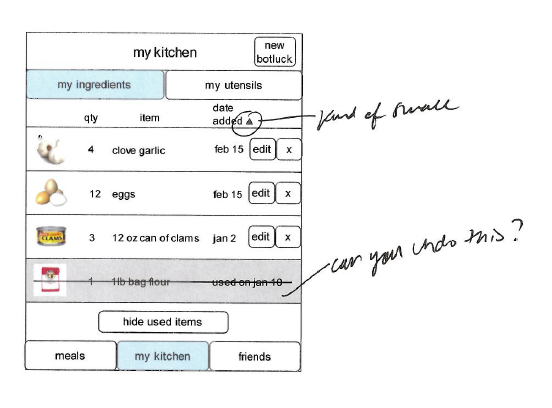 my kitchen
new
botluck
my ingredients
my utensils
qty item date
added ▲
kind of small
4 clove garlic feb 15 edit x
12 eggs feb 15 edit x
CLAMS
3 12 oz can of clams jan 2 edit x
can you undo this?
1 1lb bag flour used on jan 10
hide used items
meals
my kitchen
friends